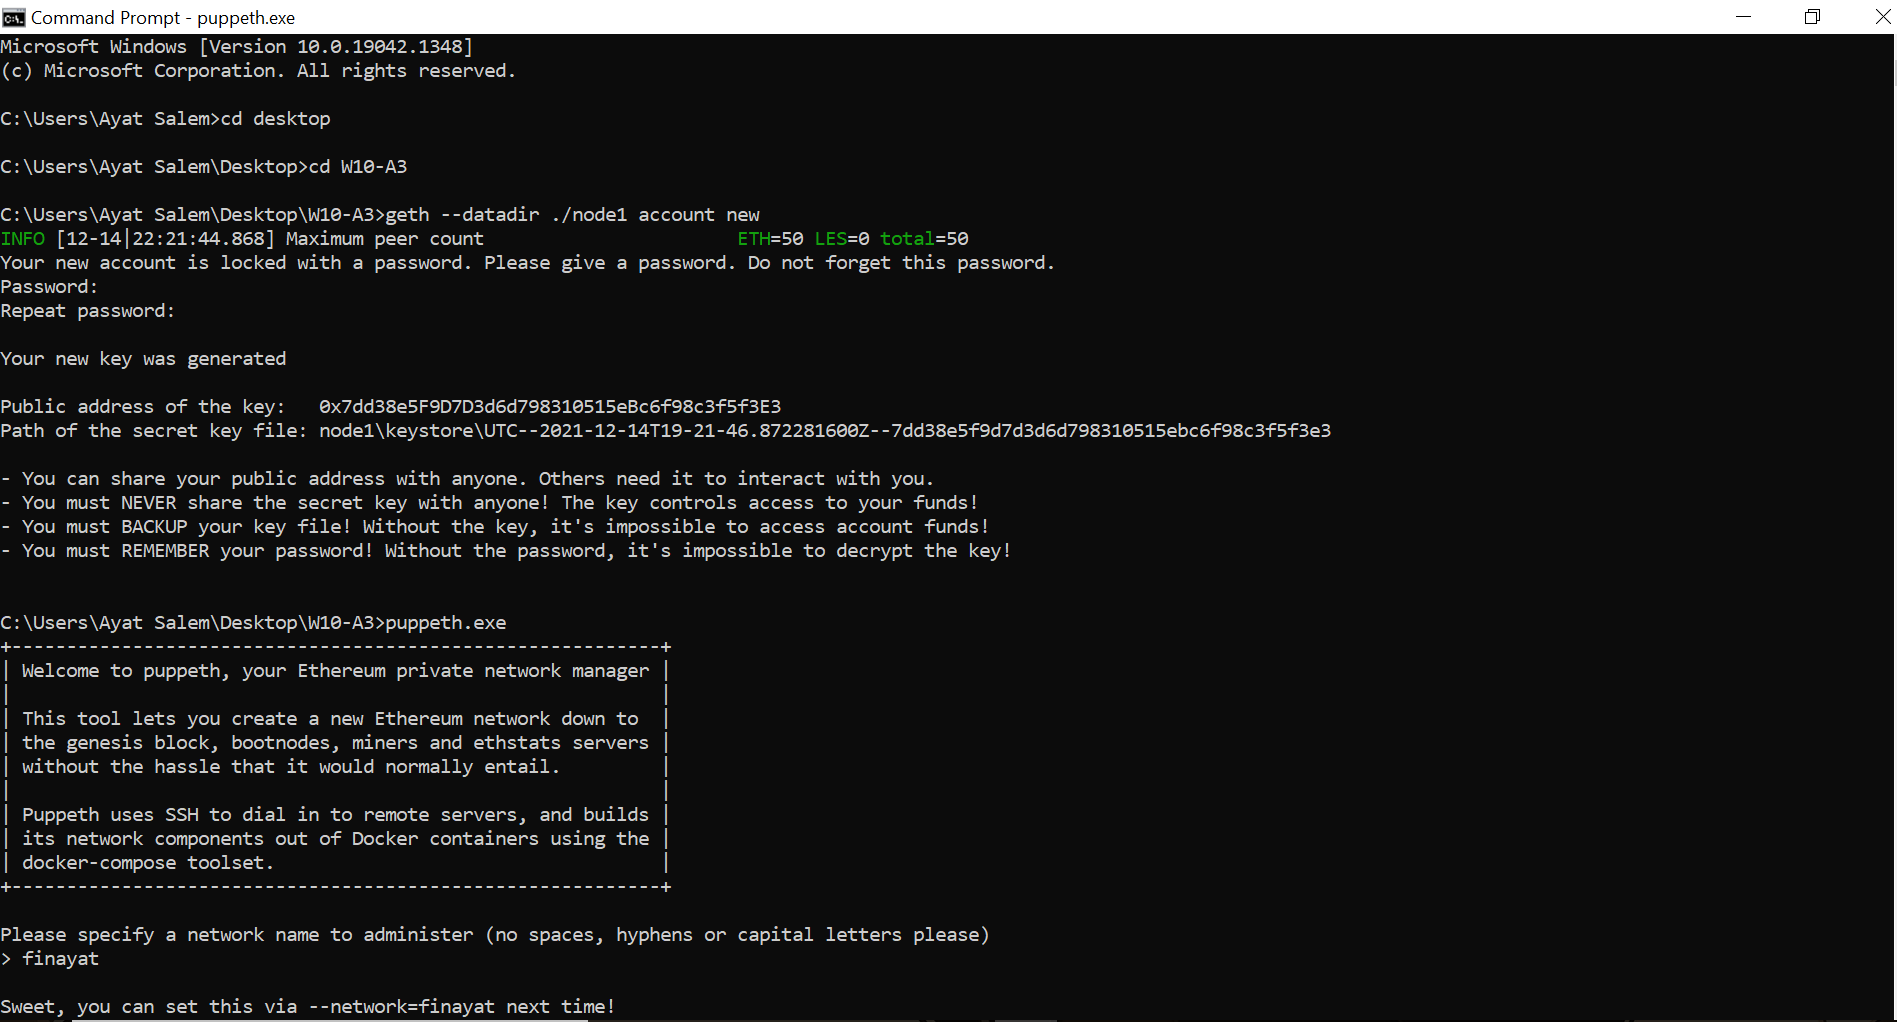 Command Prompt - puppeth.exe
Microsoft Windows [Version 10.0.19042.1348]
(c) Microsoft Corporation. All rights reserved.
C:\Users\Ayat Salem>cd desktop
C:\Users\Ayat Salem\Desktop>cd W10-A3
C:\Users\Ayat Salem\Desktop\W10-A3>geth --datadir ./node1 account new
INFO [12-14|22:21:44.868] Maximum peer count                       ETH=50 LES=0 total=50
Your new account is locked with a password. Please give a password. Do not forget this password.
Password:
Repeat password:
Your new key was generated
Public address of the key:   0x7dd38e5F9D7D3d6d798310515eBc6f98c3f5f3E3
Path of the secret key file: node1\keystore\UTC--2021-12-14T19-21-46.872281600Z--7dd38e5f9d7d3d6d798310515ebc6f98c3f5f3e3
- You can share your public address with anyone. Others need it to interact with you.
- You must NEVER share the secret key with anyone! The key controls access to your funds!
- You must BACKUP your key file! Without the key, it's impossible to access account funds!
- You must REMEMBER your password! Without the password, it's impossible to decrypt the key!
C:\Users\Ayat Salem\Desktop\W10-A3>puppeth.exe
+-----------------------------------------------------------+
| Welcome to puppeth, your Ethereum private network manager |
|                                                           |
| This tool lets you create a new Ethereum network down to  |
| the genesis block, bootnodes, miners and ethstats servers |
| without the hassle that it would normally entail.         |
|                                                           |
| Puppeth uses SSH to dial in to remote servers, and builds |
| its network components out of Docker containers using the |
| docker-compose toolset.                                   |
+-----------------------------------------------------------+
Please specify a network name to administer (no spaces, hyphens or capital letters please)
> finayat
Sweet, you can set this via --network=finayat next time!